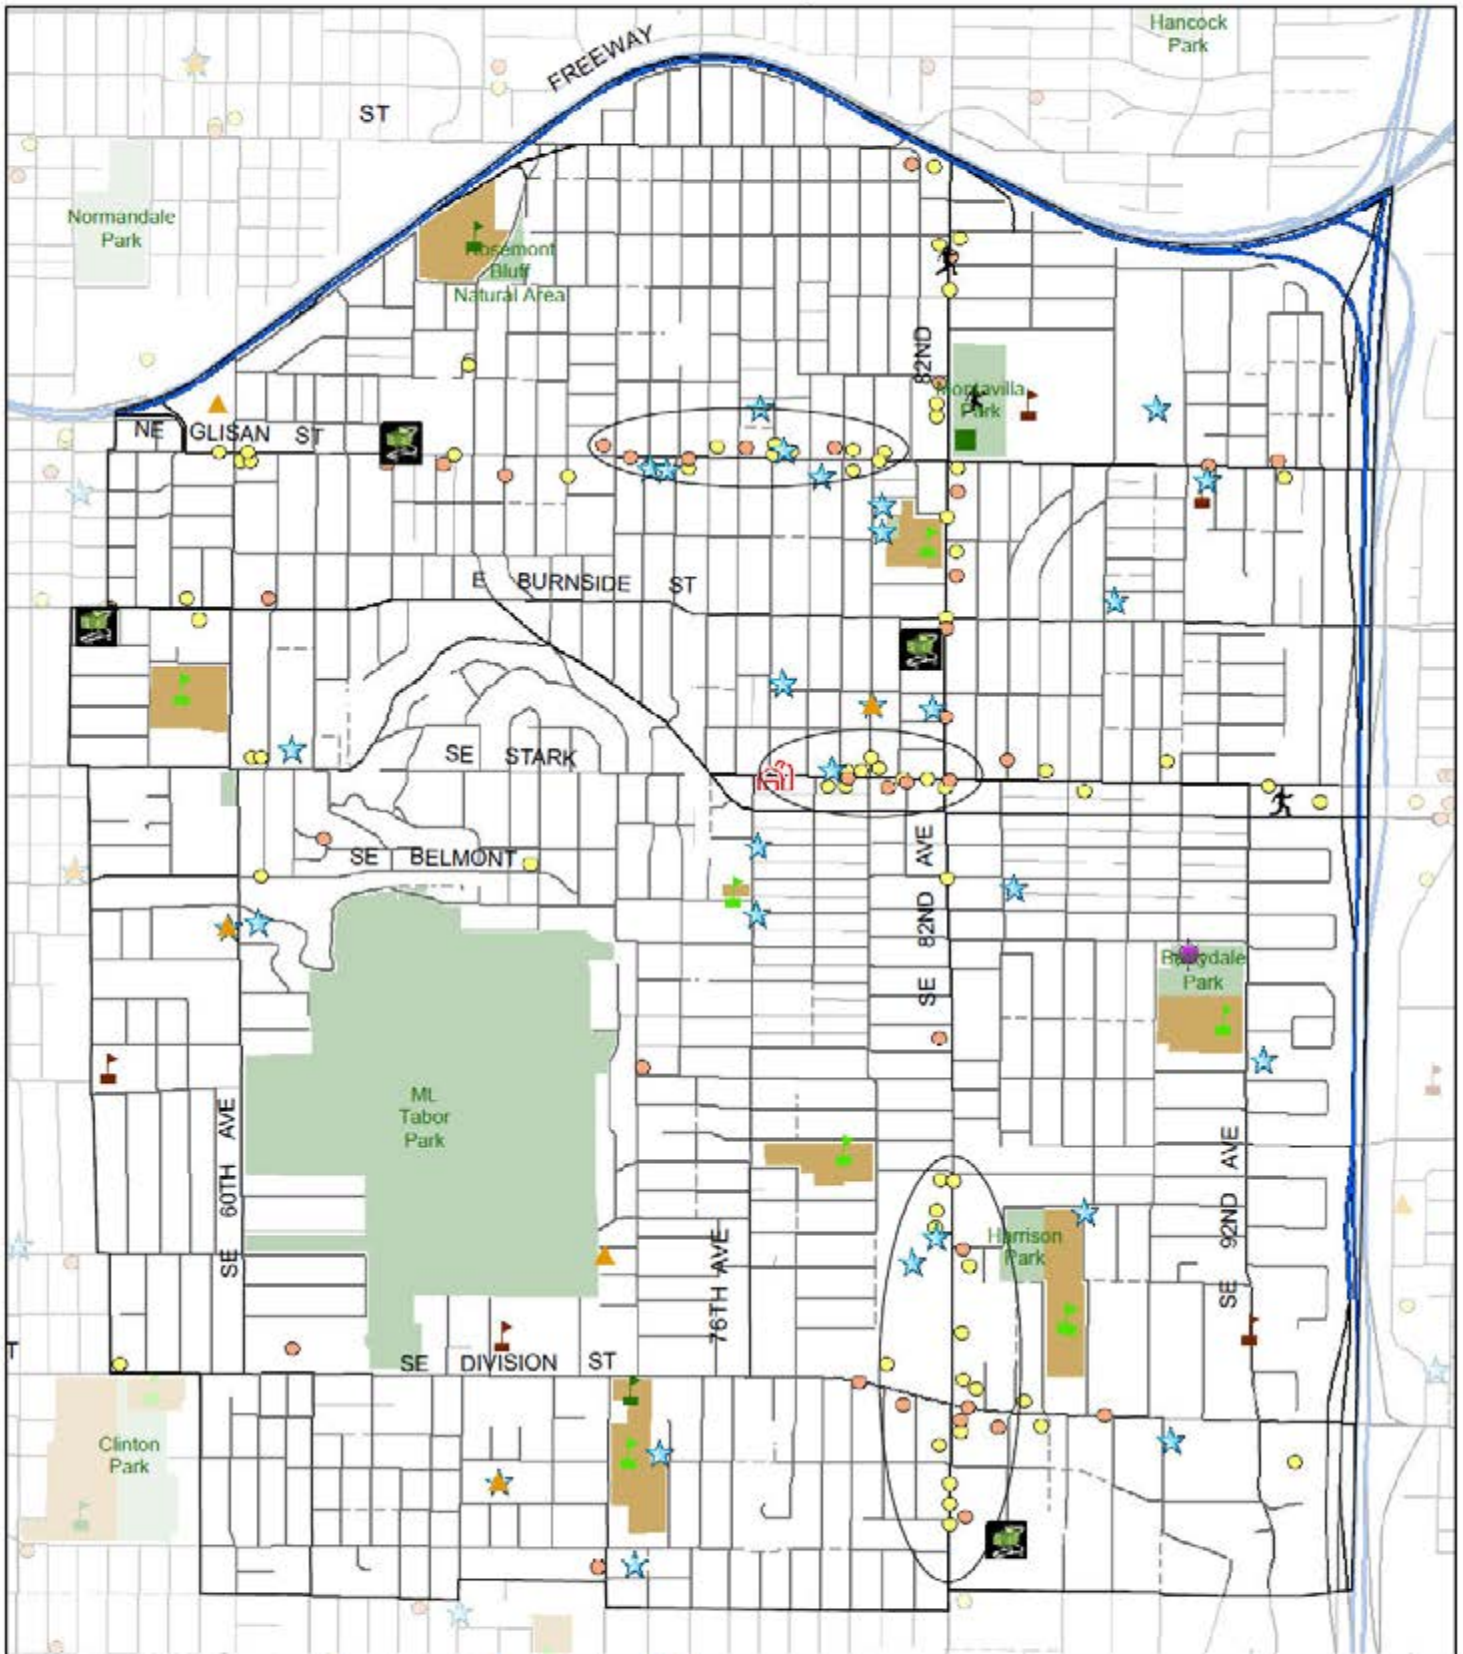 Hancock
Park
FREEWAY
ST
Normandale
Park
Rosemont
Bluff
Natural Area
82ND
Montavilla
Park
NE GLISAN ST
E BURNSIDE ST
SE STARK
SE BELMONT
82ND AVE
SE
Berrydale
Park
Mt.
Tabor
Park
SE 60TH AVE
76TH AVE
Harrison
Park
SE 92ND AVE
T
SE DIVISION ST
Clinton
Park